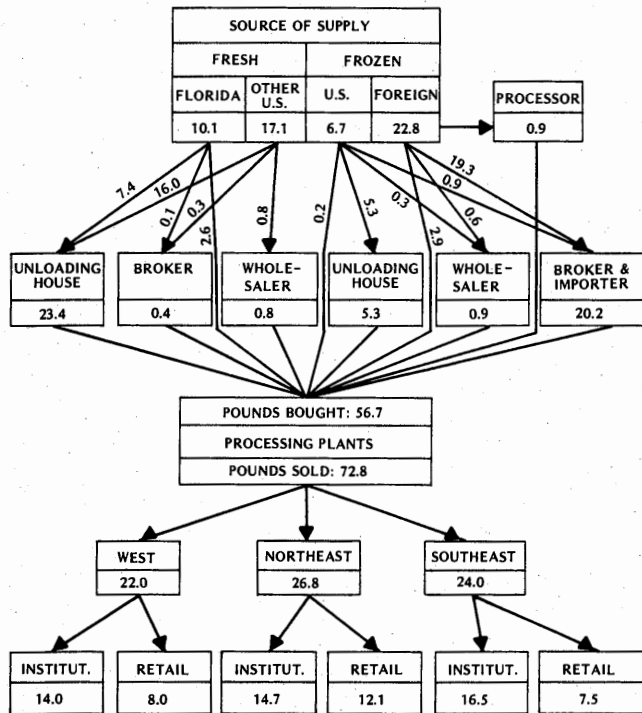 SOURCE OF SUPPLY
FRESH FROZEN
FLORIDA OTHER U.S. U.S. FOREIGN PROCESSOR
10.1 17.1 6.7 22.8 0.9
7.4 16.0 0.1 0.3 2.6 0.8 0.2 5.3 0.3 2.9 0.9 0.6 19.3
UNLOADING HOUSE BROKER WHOLE-SALER UNLOADING HOUSE WHOLE-SALER BROKER & IMPORTER
23.4 0.4 0.8 5.3 0.9 20.2
POUNDS BOUGHT: 56.7
PROCESSING PLANTS
POUNDS SOLD: 72.8
WEST NORTHEAST SOUTHEAST
22.0 26.8 24.0
INSTITUT. RETAIL INSTITUT. RETAIL INSTITUT. RETAIL
14.0 8.0 14.7 12.1 16.5 7.5